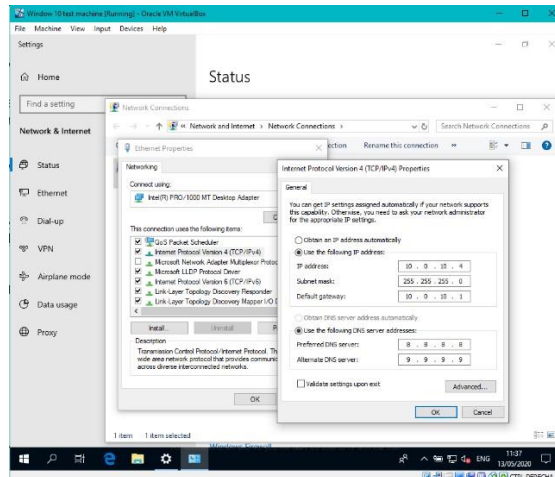 Window 10 test machine [Running] - Oracle VM VirtualBox
File Machine View Input Devices Help
Settings
Home
Status
Find a setting
Network & Internet
Status
Ethernet
Dial-up
VPN
Airplane mode
Data usage
Proxy
Network Connections
Network and Internet > Network Connections >
Search Network Connections
Rename this connection »
Ethernet Properties
Networking
Connect using:
Intel(R) PRO/1000 MT Desktop Adapter
This connection uses the following items:
QoS Packet Scheduler
Internet Protocol Version 4 (TCP/IPv4)
Microsoft Network Adapter Multiplexor Protoc
Microsoft LLDP Protocol Driver
Internet Protocol Version 6 (TCP/IPv6)
Link-Layer Topology Discovery Responder
Link-Layer Topology Discovery Mapper I/O D
Install...
Uninstall
Description
Transmission Control Protocol/Internet Protocol. Th
wide area network protocol that provides communic
across diverse interconnected networks.
OK
Internet Protocol Version 4 (TCP/IPv4) Properties
General
You can get IP settings assigned automatically if your network supports
this capability. Otherwise, you need to ask your network administrator
for the appropriate IP settings.
Obtain an IP address automatically
Use the following IP address:
IP address: 10 . 0 . 10 . 4
Subnet mask: 255 . 255 . 255 . 0
Default gateway: 10 . 0 . 10 . 1
Obtain DNS server address automatically
Use the following DNS server addresses:
Preferred DNS server: 8 . 8 . 8 . 8
Alternate DNS server: 9 . 9 . 9 . 9
Validate settings upon exit
Advanced...
OK Cancel
1 item 1 item selected
Windows Firewall
ENG
11:37
13/05/2020